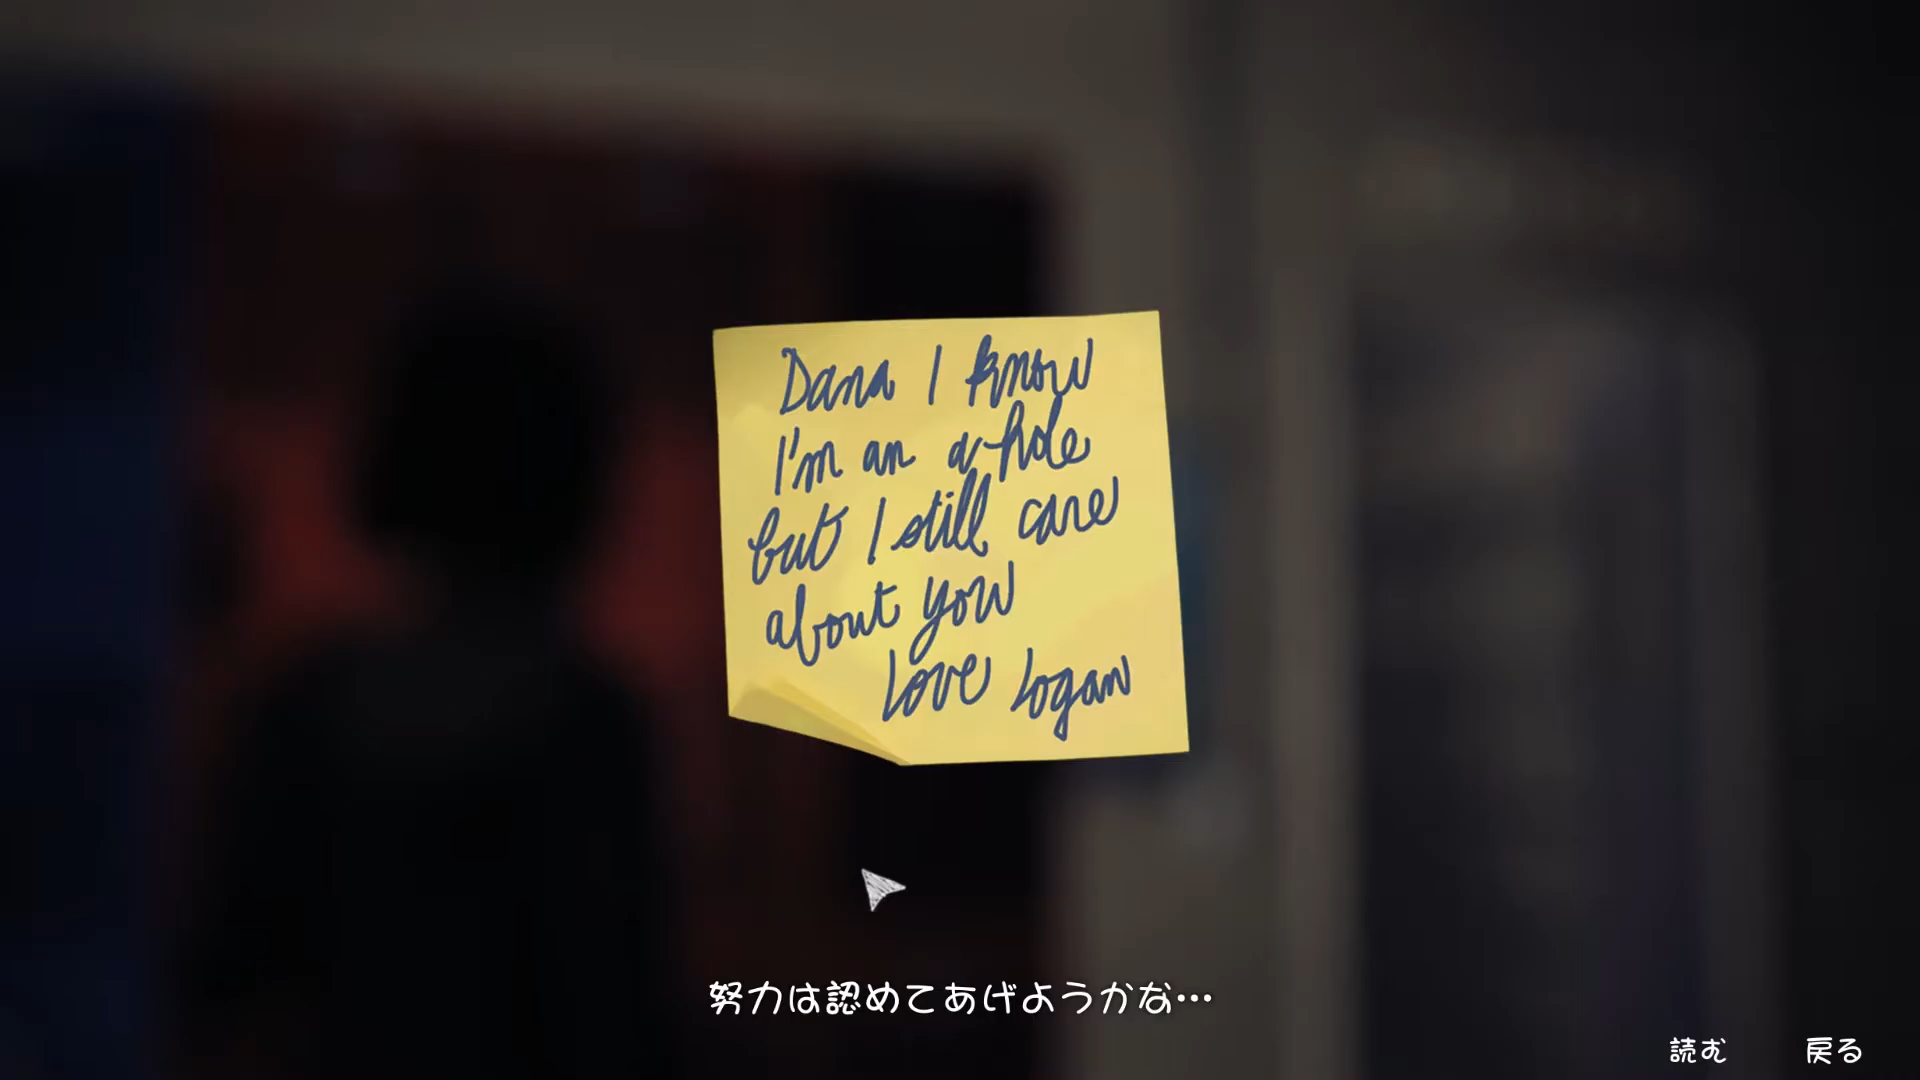 Dana I know
I'm an a-hole
but I still care
about you
Love Logan
努力は認めてあげようかな…
読む 戻る